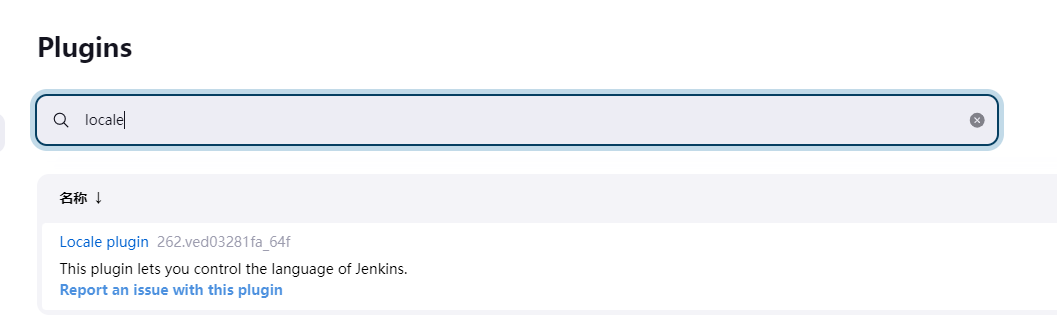 Plugins
locale
名称 ↓
Locale plugin 262.ved03281fa_64f
This plugin lets you control the language of Jenkins.
Report an issue with this plugin